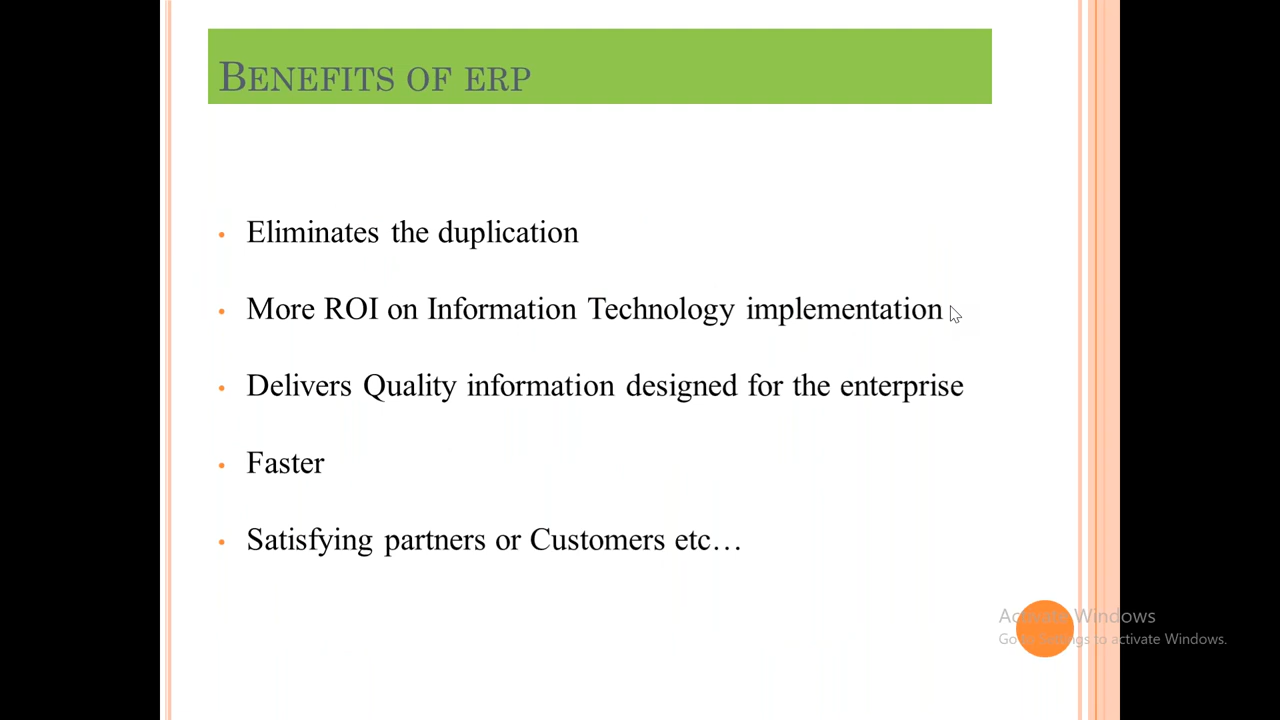 BENEFITS OF ERP
• Eliminates the duplication
• More ROI on Information Technology implementation
• Delivers Quality information designed for the enterprise
• Faster
• Satisfying partners or Customers etc…
Activate Windows
Go to Settings to activate Windows.